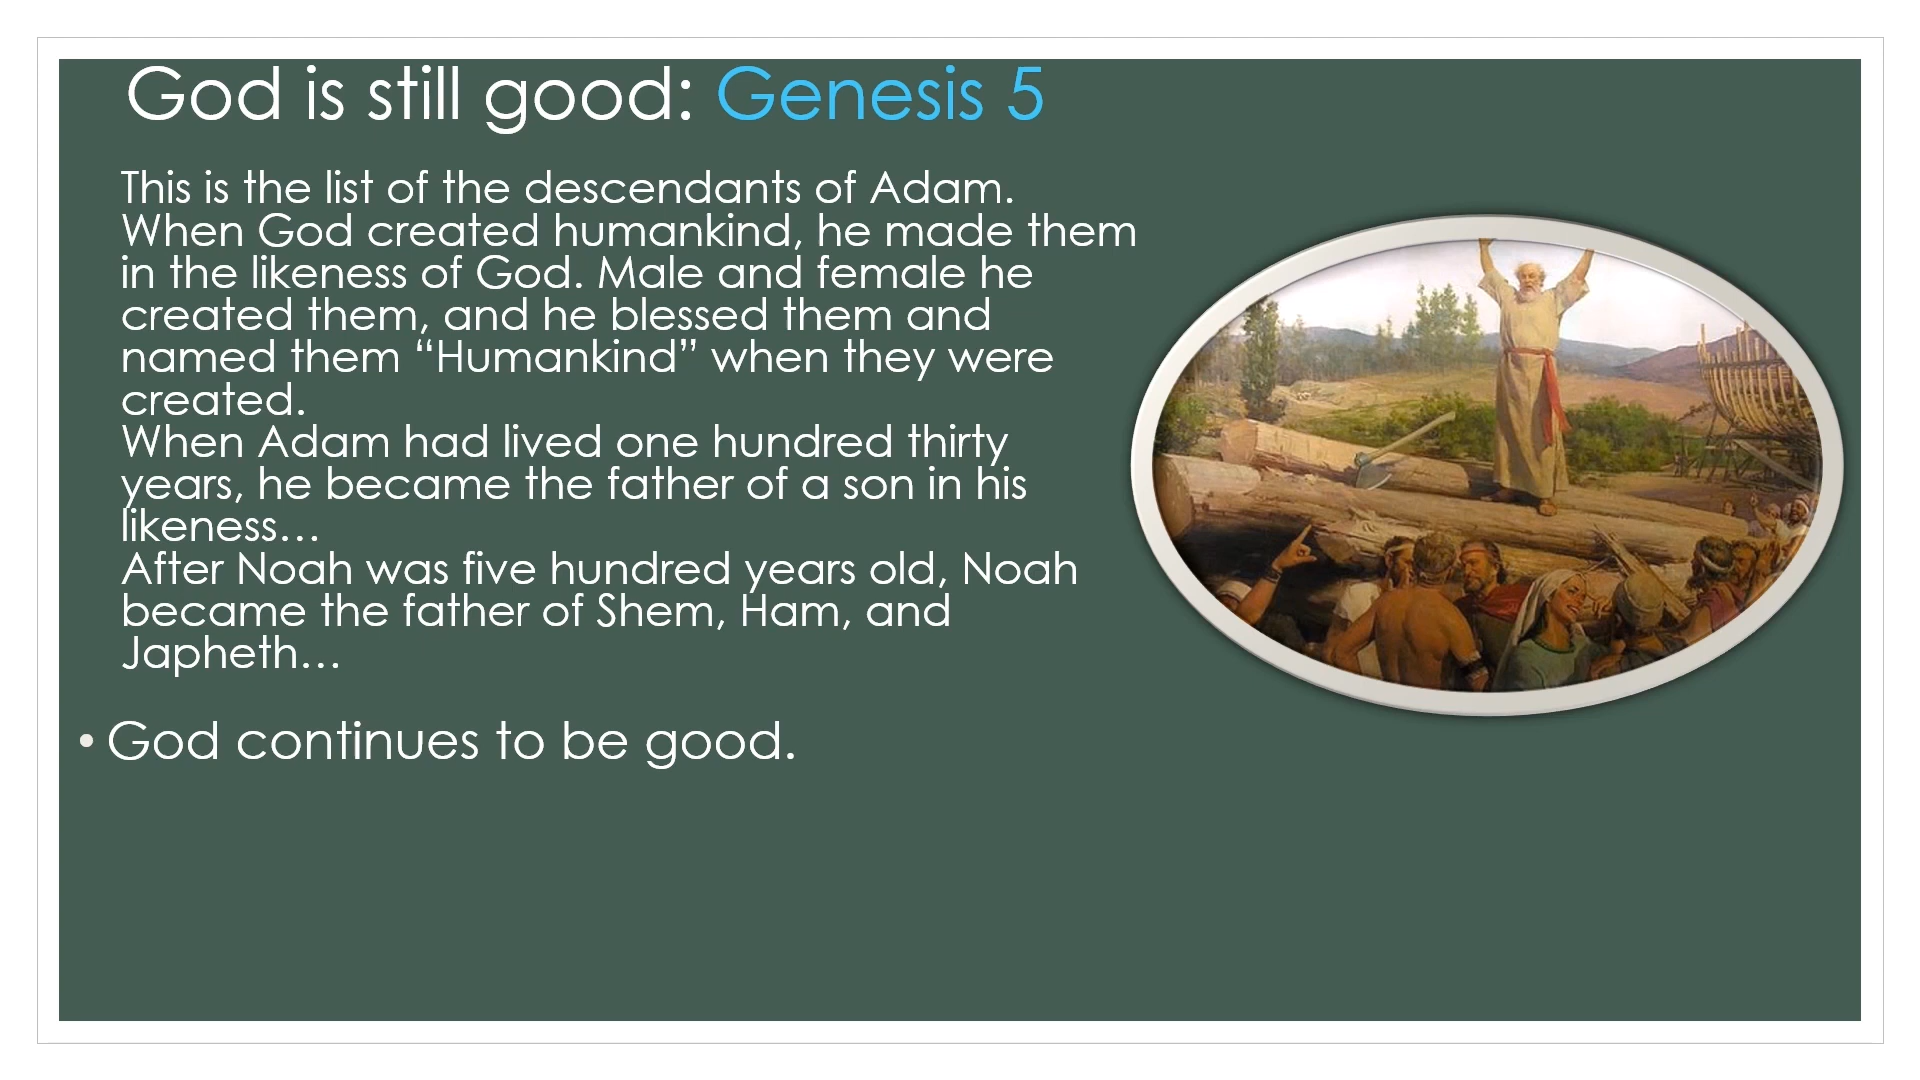 God is still good: Genesis 5
This is the list of the descendants of Adam.
When God created humankind, he made them
in the likeness of God. Male and female he
created them, and he blessed them and
named them “Humankind” when they were
created.
When Adam had lived one hundred thirty
years, he became the father of a son in his
likeness…
After Noah was five hundred years old, Noah
became the father of Shem, Ham, and
Japheth…
• God continues to be good.